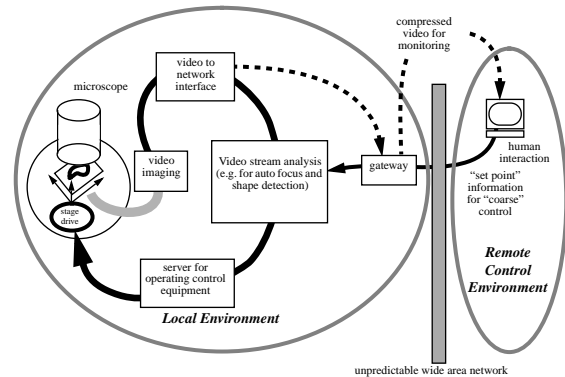 compressed
video for
monitoring
video to
network
interface
microscope
human
interaction
video
imaging
Video stream analysis
(e.g. for auto focus and
shape detection)
gateway
"set point"
information
for "coarse"
control
stage
drive
server for
operating control
equipment
Remote
Control
Environment
Local Environment
unpredictable wide area network